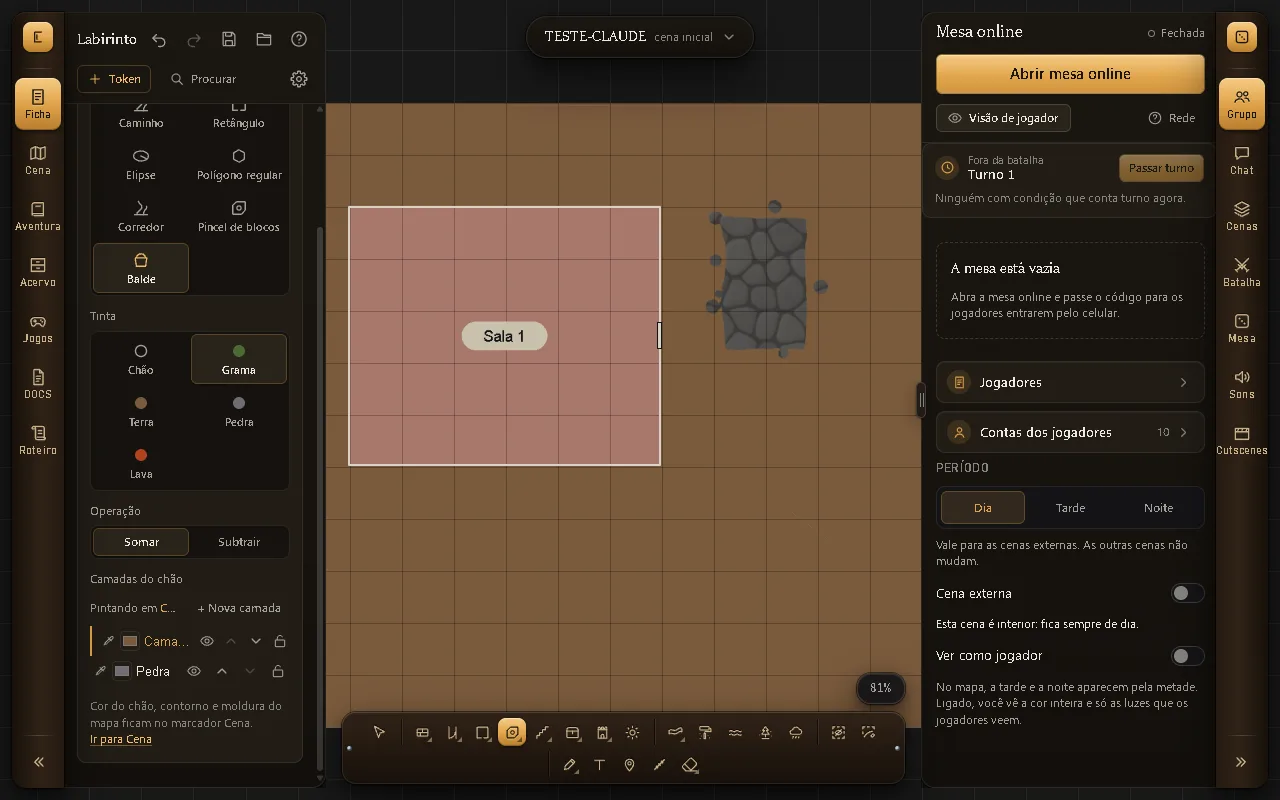 Labirinto
Token
Procurar
Ficha
Cena
Aventura
Acervo
Jogos
DOCS
Roteiro
Caminho
Retângulo
Elipse
Polígono regular
Corredor
Pincel de blocos
Balde
Tinta
Chão
Grama
Terra
Pedra
Lava
Operação
Somar
Subtrair
Camadas do chão
Pintando em C...
+ Nova camada
Cama...
Pedra
Cor do chão, contorno e moldura do
mapa ficam no marcador Cena.
Ir para Cena
TESTE-CLAUDE cena inicial
Sala 1
81%
Mesa online
Fechada
Abrir mesa online
Visão de jogador
Rede
Fora da batalha
Turno 1
Passar turno
Ninguém com condição que conta turno agora.
A mesa está vazia
Abra a mesa online e passe o código para os
jogadores entrarem pelo celular.
Jogadores
Contas dos jogadores 10
PERÍODO
Dia
Tarde
Noite
Vale para as cenas externas. As outras cenas não
mudam.
Cena externa
Esta cena é interior: fica sempre de dia.
Ver como jogador
No mapa, a tarde e a noite aparecem pela metade.
Ligado, você vê a cor inteira e só as luzes que os
jogadores veem.
Grupo
Chat
Cenas
Batalha
Mesa
Sons
Cutscenes